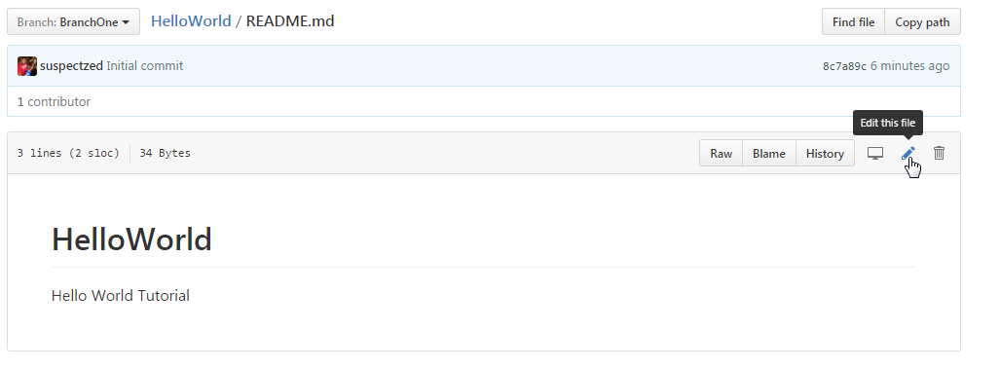 Branch: BranchOne HelloWorld / README.md Find file Copy path
suspectzed Initial commit 8c7a89c 6 minutes ago
1 contributor
Edit this file
3 lines (2 sloc) 34 Bytes Raw Blame History
HelloWorld
Hello World Tutorial